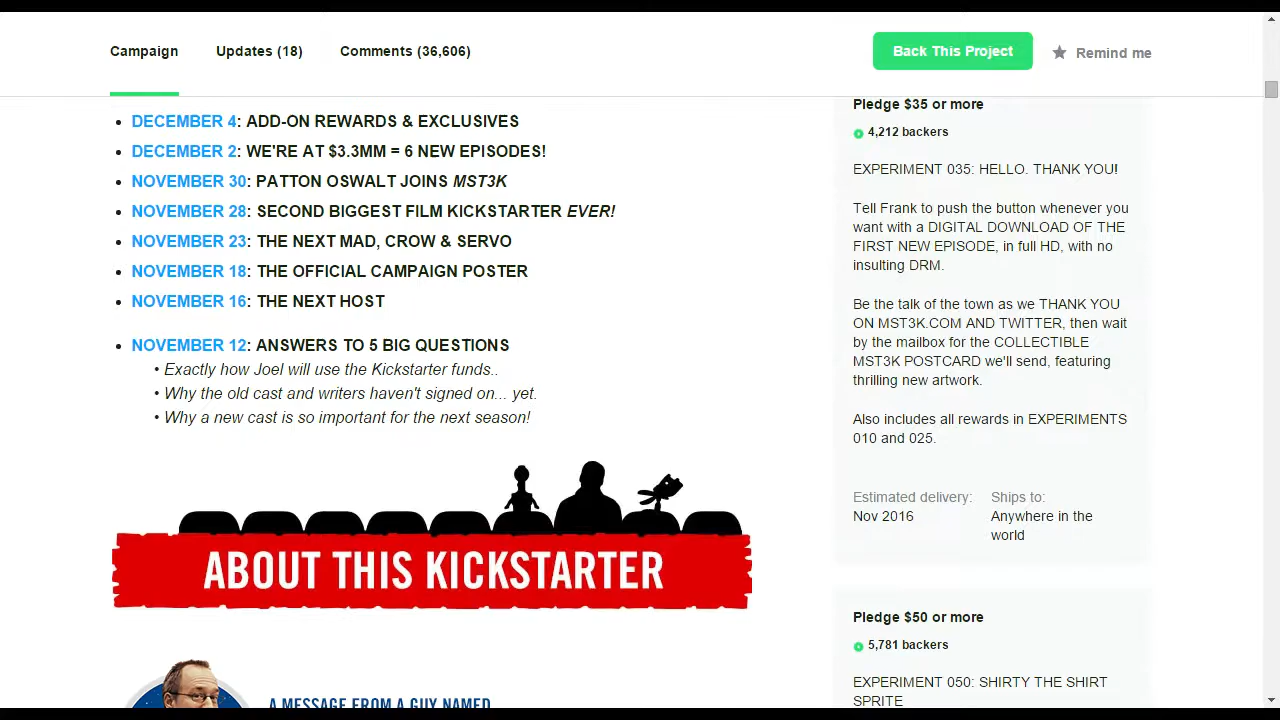 Campaign
Updates (18)
Comments (36,606)
Back This Project
Remind me
• DECEMBER 4: ADD-ON REWARDS & EXCLUSIVES
• DECEMBER 2: WE'RE AT $3.3MM = 6 NEW EPISODES!
• NOVEMBER 30: PATTON OSWALT JOINS MST3K
• NOVEMBER 28: SECOND BIGGEST FILM KICKSTARTER EVER!
• NOVEMBER 23: THE NEXT MAD, CROW & SERVO
• NOVEMBER 18: THE OFFICIAL CAMPAIGN POSTER
• NOVEMBER 16: THE NEXT HOST
• NOVEMBER 12: ANSWERS TO 5 BIG QUESTIONS
• Exactly how Joel will use the Kickstarter funds..
• Why the old cast and writers haven't signed on... yet.
• Why a new cast is so important for the next season!
ABOUT THIS KICKSTARTER
A MESSAGE FROM A GUY NAMED
Pledge $35 or more
4,212 backers
EXPERIMENT 035: HELLO. THANK YOU!
Tell Frank to push the button whenever you
want with a DIGITAL DOWNLOAD OF THE
FIRST NEW EPISODE, in full HD, with no
insulting DRM.
Be the talk of the town as we THANK YOU
ON MST3K.COM AND TWITTER, then wait
by the mailbox for the COLLECTIBLE
MST3K POSTCARD we'll send, featuring
thrilling new artwork.
Also includes all rewards in EXPERIMENTS
010 and 025.
Estimated delivery:
Nov 2016
Ships to:
Anywhere in the
world
Pledge $50 or more
5,781 backers
EXPERIMENT 050: SHIRTY THE SHIRT
SPRITE